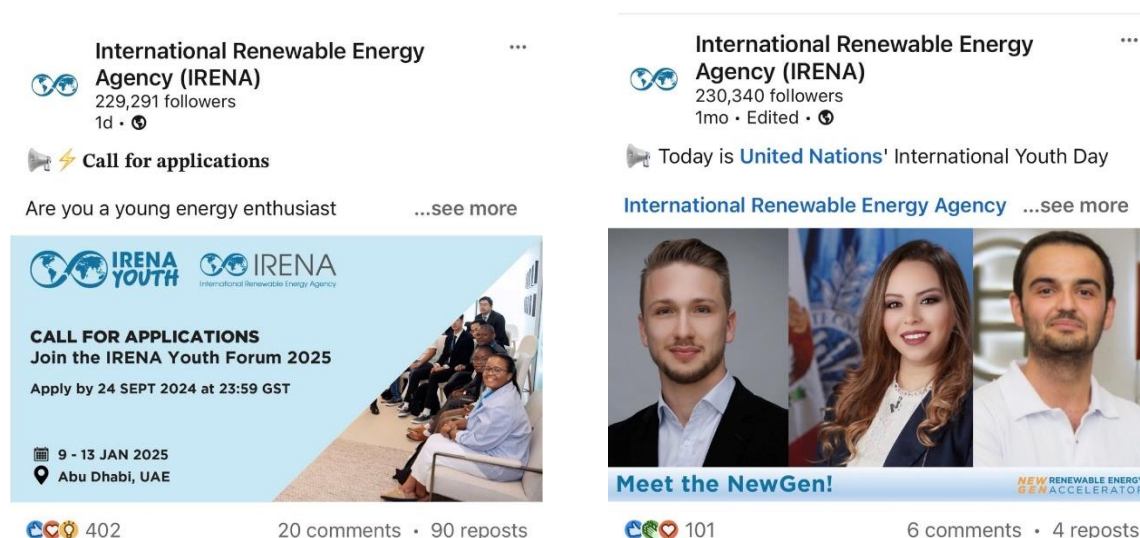 International Renewable Energy
Agency (IRENA)
229,291 followers
1d •
Call for applications
Are you a young energy enthusiast ...see more
IRENA
YOUTH
IRENA
International Renewable Energy Agency
CALL FOR APPLICATIONS
Join the IRENA Youth Forum 2025
Apply by 24 SEPT 2024 at 23:59 GST
9 - 13 JAN 2025
Abu Dhabi, UAE
402 20 comments • 90 reposts
International Renewable Energy
Agency (IRENA)
230,340 followers
1mo • Edited •
Today is United Nations' International Youth Day
International Renewable Energy Agency ...see more
Meet the NewGen!
NEW RENEWABLE ENERGY
GEN ACCELERATOR
101 6 comments • 4 reposts